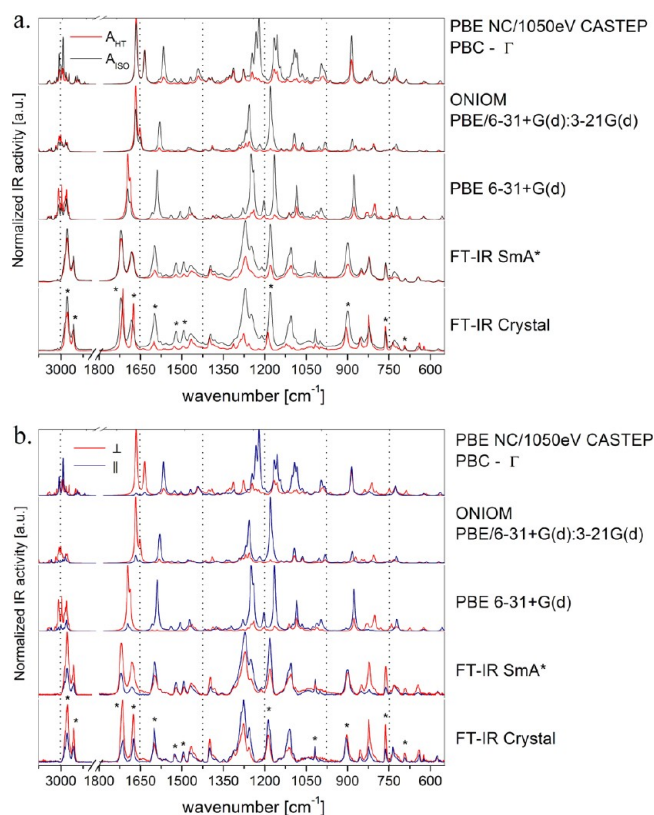 a.
A_HT
A_ISO
PBE NC/1050eV CASTEP
PBC - Γ
ONIOM
PBE/6-31+G(d):3-21G(d)
PBE 6-31+G(d)
FT-IR SmA*
FT-IR Crystal
Normalized IR activity [a.u.]
* * * * * * * * * * * *
3000 1800 1650 1500 1350 1200 1050 900 750 600
wavenumber [cm⁻¹]
b.
⊥
||
PBE NC/1050eV CASTEP
PBC - Γ
ONIOM
PBE/6-31+G(d):3-21G(d)
PBE 6-31+G(d)
FT-IR SmA*
FT-IR Crystal
Normalized IR activity [a.u.]
* * * * * * * * * * * *
3000 1800 1650 1500 1350 1200 1050 900 750 600
wavenumber [cm⁻¹]